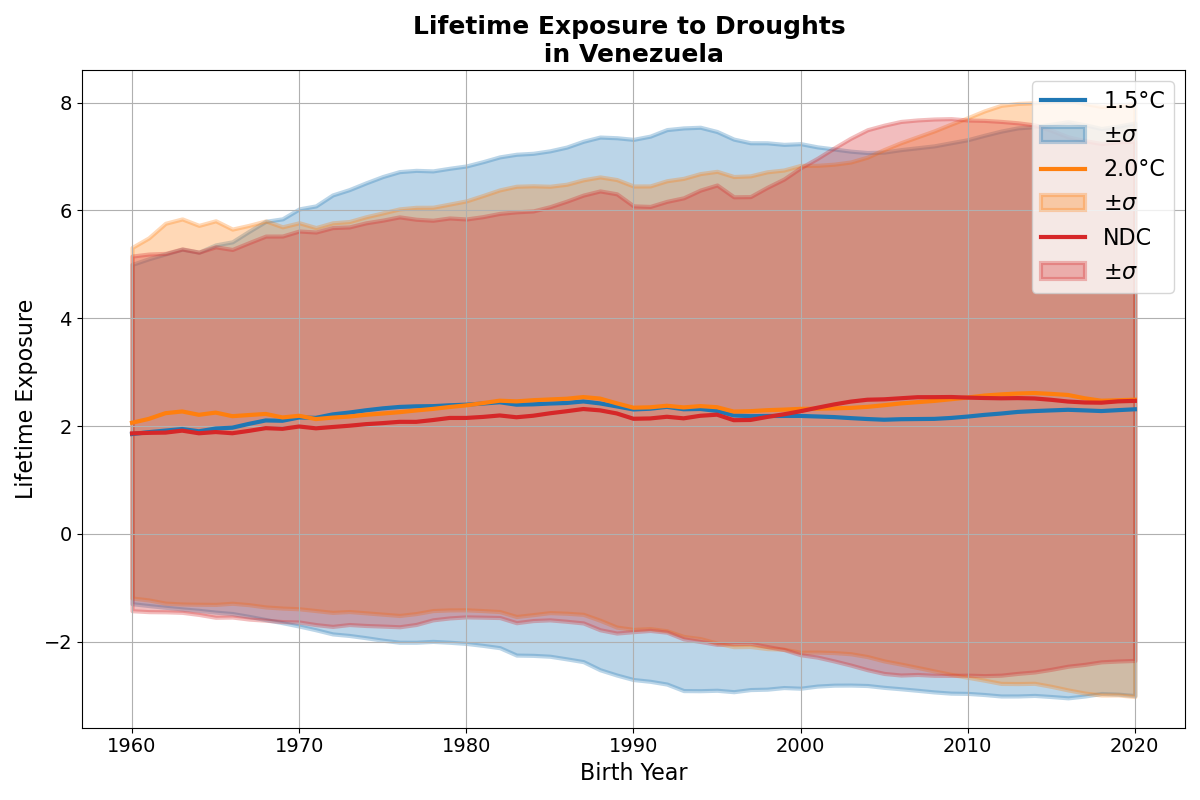 Lifetime Exposure to Droughts
in Venezuela
Lifetime Exposure
8
6
4
2
0
−2
1960
1970
1980
1990
2000
2010
2020
Birth Year
1.5°C
±σ
2.0°C
±σ
NDC
±σ